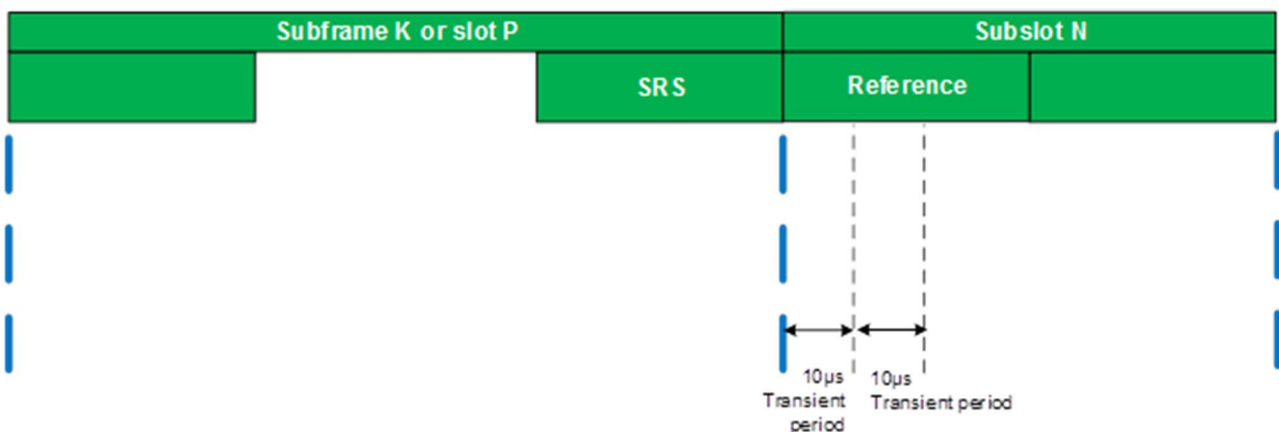 Subframe K or slot P
Subslot N
SRS
Reference
10µs
Transient
period
10µs
Transient period